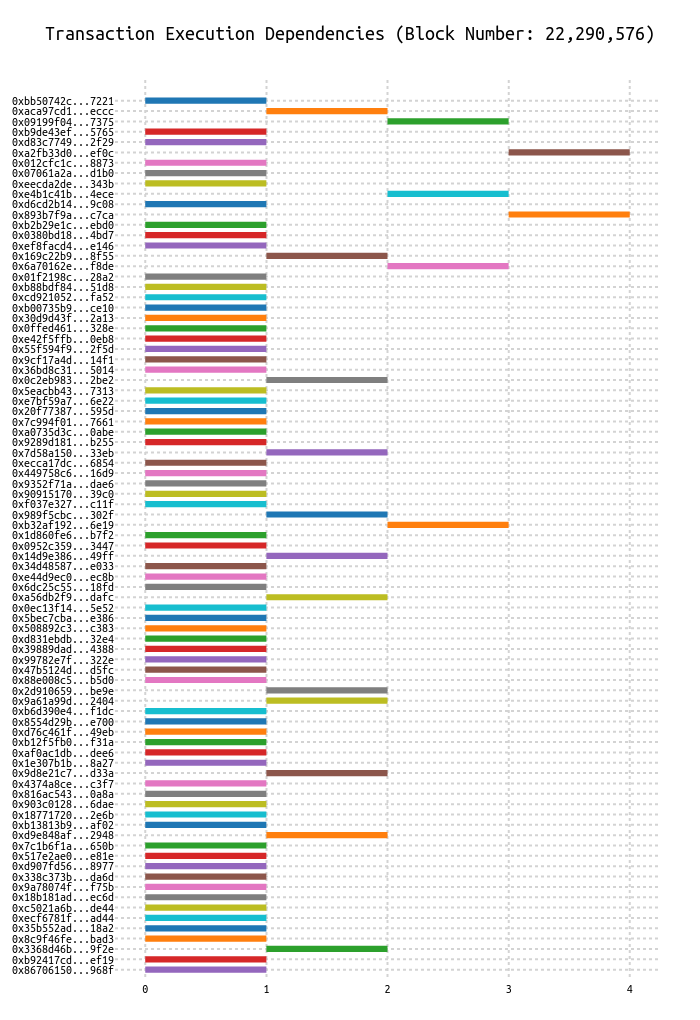 Transaction Execution Dependencies (Block Number: 22,290,576)
0xbb50742c...7221
0xaca97cd1...eccc
0x09199f04...7375
0xb9de43ef...5765
0xd83c7749...2f29
0xa2fb33d0...ef0c
0x012cfc1c...8873
0x07061a2a...d1b0
0xeecda2de...343b
0xe4b1c41b...4ece
0xd6cd2b14...9c08
0x893b7f9a...c7ca
0xb2b29e1c...ebd0
0x0380bd18...4bd7
0xef8facd4...e146
0x169c22b9...8f55
0x6a70162e...f8de
0x01f2198c...28a2
0xb88bdf84...51d8
0xcd921052...fa52
0xb00735b9...ce10
0x30d9d43f...2a13
0x0ffed461...328e
0xe42f5ffb...0eb8
0x55f594f9...2f5d
0x9cf17a4d...14f1
0x36bd8c31...5014
0x0c2eb983...2be2
0x5eacbb43...7313
0xe7bf59a7...6e22
0x20f77387...595d
0x7c994f01...7661
0xa0735d3c...0abe
0x9289d181...b255
0x7d58a150...33eb
0xecca17dc...6854
0x449758c6...16d9
0x9352f71a...dae6
0x90915170...39c0
0xf037e327...c11f
0x989f5cbc...302f
0xb32af192...6e19
0x1d860fe6...b7f2
0x0952c359...3447
0x14d9e386...49ff
0x34d48587...e033
0xe44d9ec0...ec8b
0x6dc25c55...18fd
0xa56db2f9...dafc
0x0ec13f14...5e52
0x5bec7cba...e386
0x508892c3...c383
0xd831ebdb...32e4
0x39889dad...4388
0x99782e7f...322e
0x47b5124d...d5fc
0x88e008c5...b5d0
0x2d910659...be9e
0x9a61a99d...2404
0xb6d390e4...f1dc
0x8554d29b...e700
0xd76c461f...49eb
0xb12f5fb0...f31a
0xaf0ac1db...dee6
0x1e307b1b...8a27
0x9d8e21c7...d33a
0x4374a8ce...c3f7
0x816ac543...0a8a
0x903c0128...6dae
0x18771720...2e6b
0xb13813b9...af02
0xd9e848af...2948
0x7c1b6f1a...650b
0x517e2ae0...e81e
0xd907fd56...8977
0x338c373b...da6d
0x9a78074f...f75b
0x18b181ad...ec6d
0xc5021a6b...de44
0xecf6781f...ad44
0x35b552ad...18a2
0x8c9f46fe...bad3
0x3368d46b...9f2e
0xb92417cd...ef19
0x86706150...968f
0 1 2 3 4